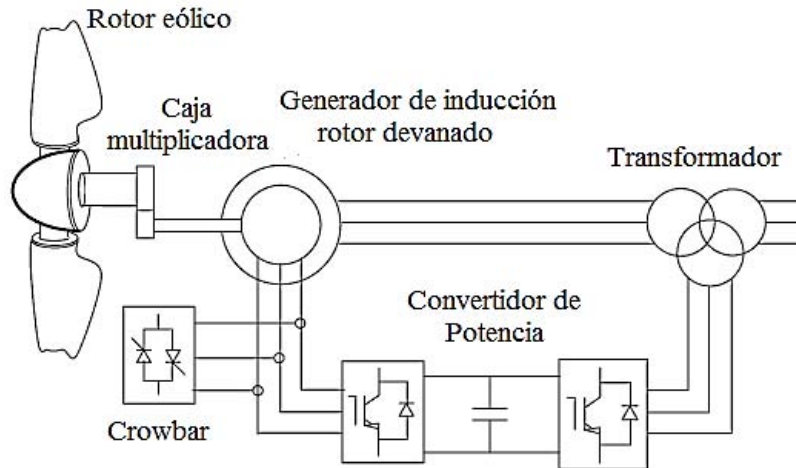 Rotor eólico
Caja
multiplicadora
Generador de inducción
rotor devanado
Transformador
Convertidor de
Potencia
Crowbar